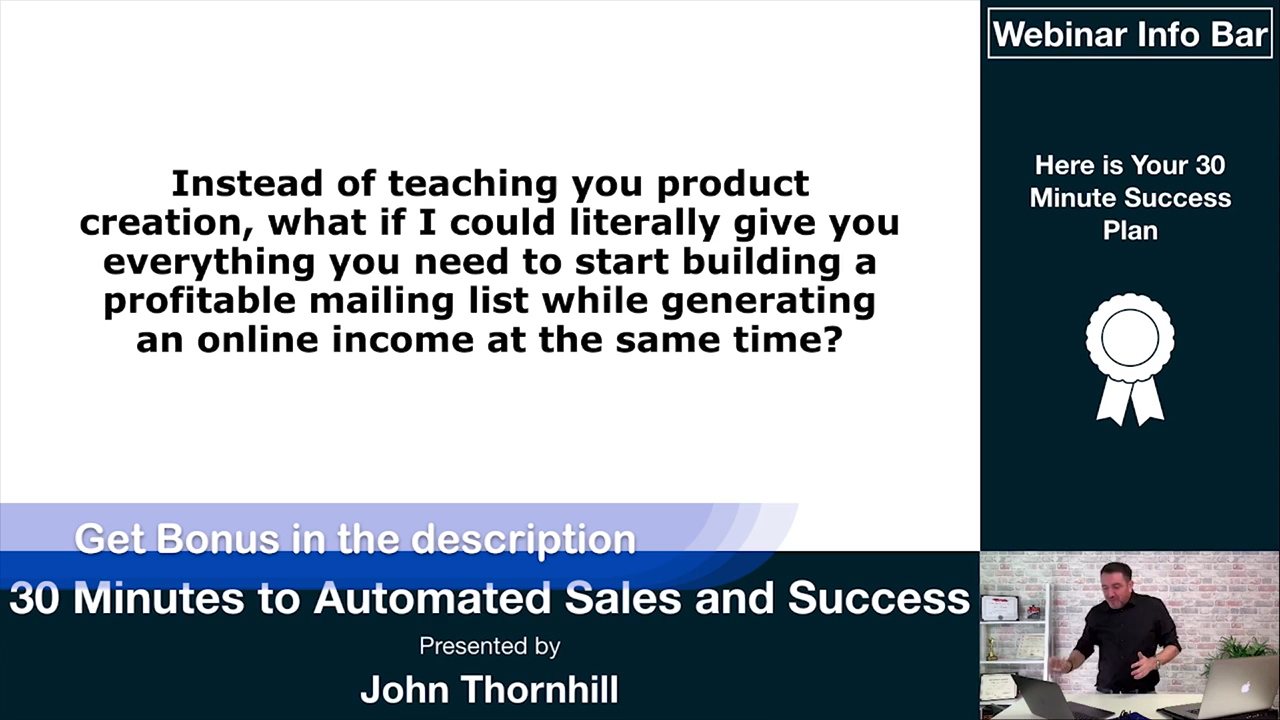 Instead of teaching you product
creation, what if I could literally give you
everything you need to start building a
profitable mailing list while generating
an online income at the same time?
Webinar Info Bar
Here is Your 30
Minute Success
Plan
Get Bonus in the description
30 Minutes to Automated Sales and Success
Presented by
John Thornhill